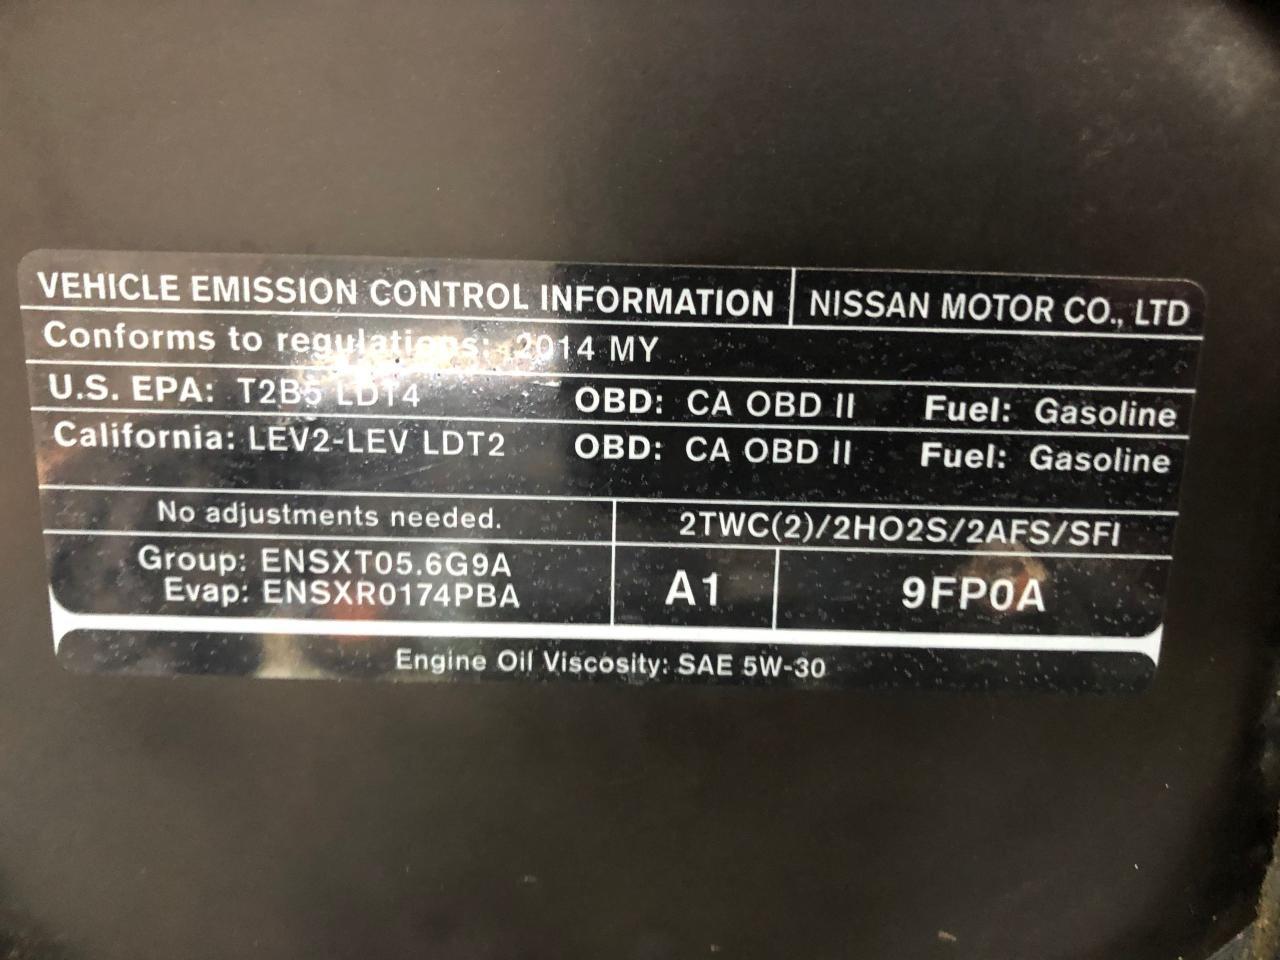 VEHICLE EMISSION CONTROL INFORMATION NISSAN MOTOR CO., LTD
Conforms to regulations: 2014 MY
U.S. EPA: T2B5 LDT4 OBD: CA OBD II Fuel: Gasoline
California: LEV2-LEV LDT2 OBD: CA OBD II Fuel: Gasoline
No adjustments needed. 2TWC(2)/2HO2S/2AFS/SFI
Group: ENSXT05.6G9A
Evap: ENSXR0174PBA
A1 9FP0A
Engine Oil Viscosity: SAE 5W-30